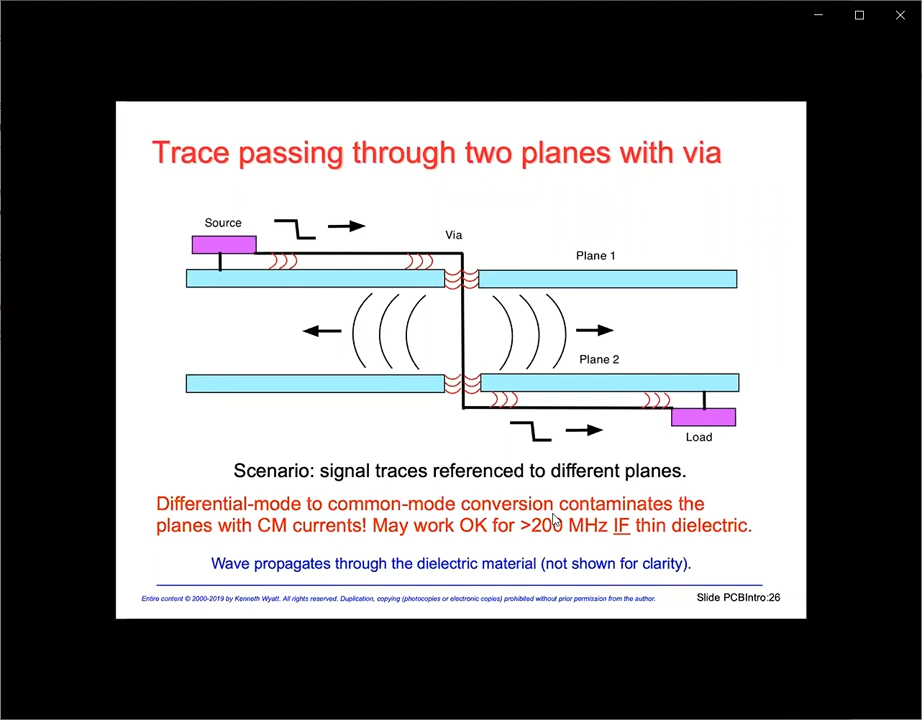 Trace passing through two planes with via
Source
Via
Plane 1
Plane 2
Load
Scenario: signal traces referenced to different planes.
Differential-mode to common-mode conversion contaminates the
planes with CM currents! May work OK for >200 MHz IF thin dielectric.
Wave propagates through the dielectric material (not shown for clarity).
Entire content © 2000-2019 by Kenneth Wyatt. All rights reserved. Duplication, copying (photocopies or electronic copies) prohibited without prior permission from the author.
Slide PCBIntro:26